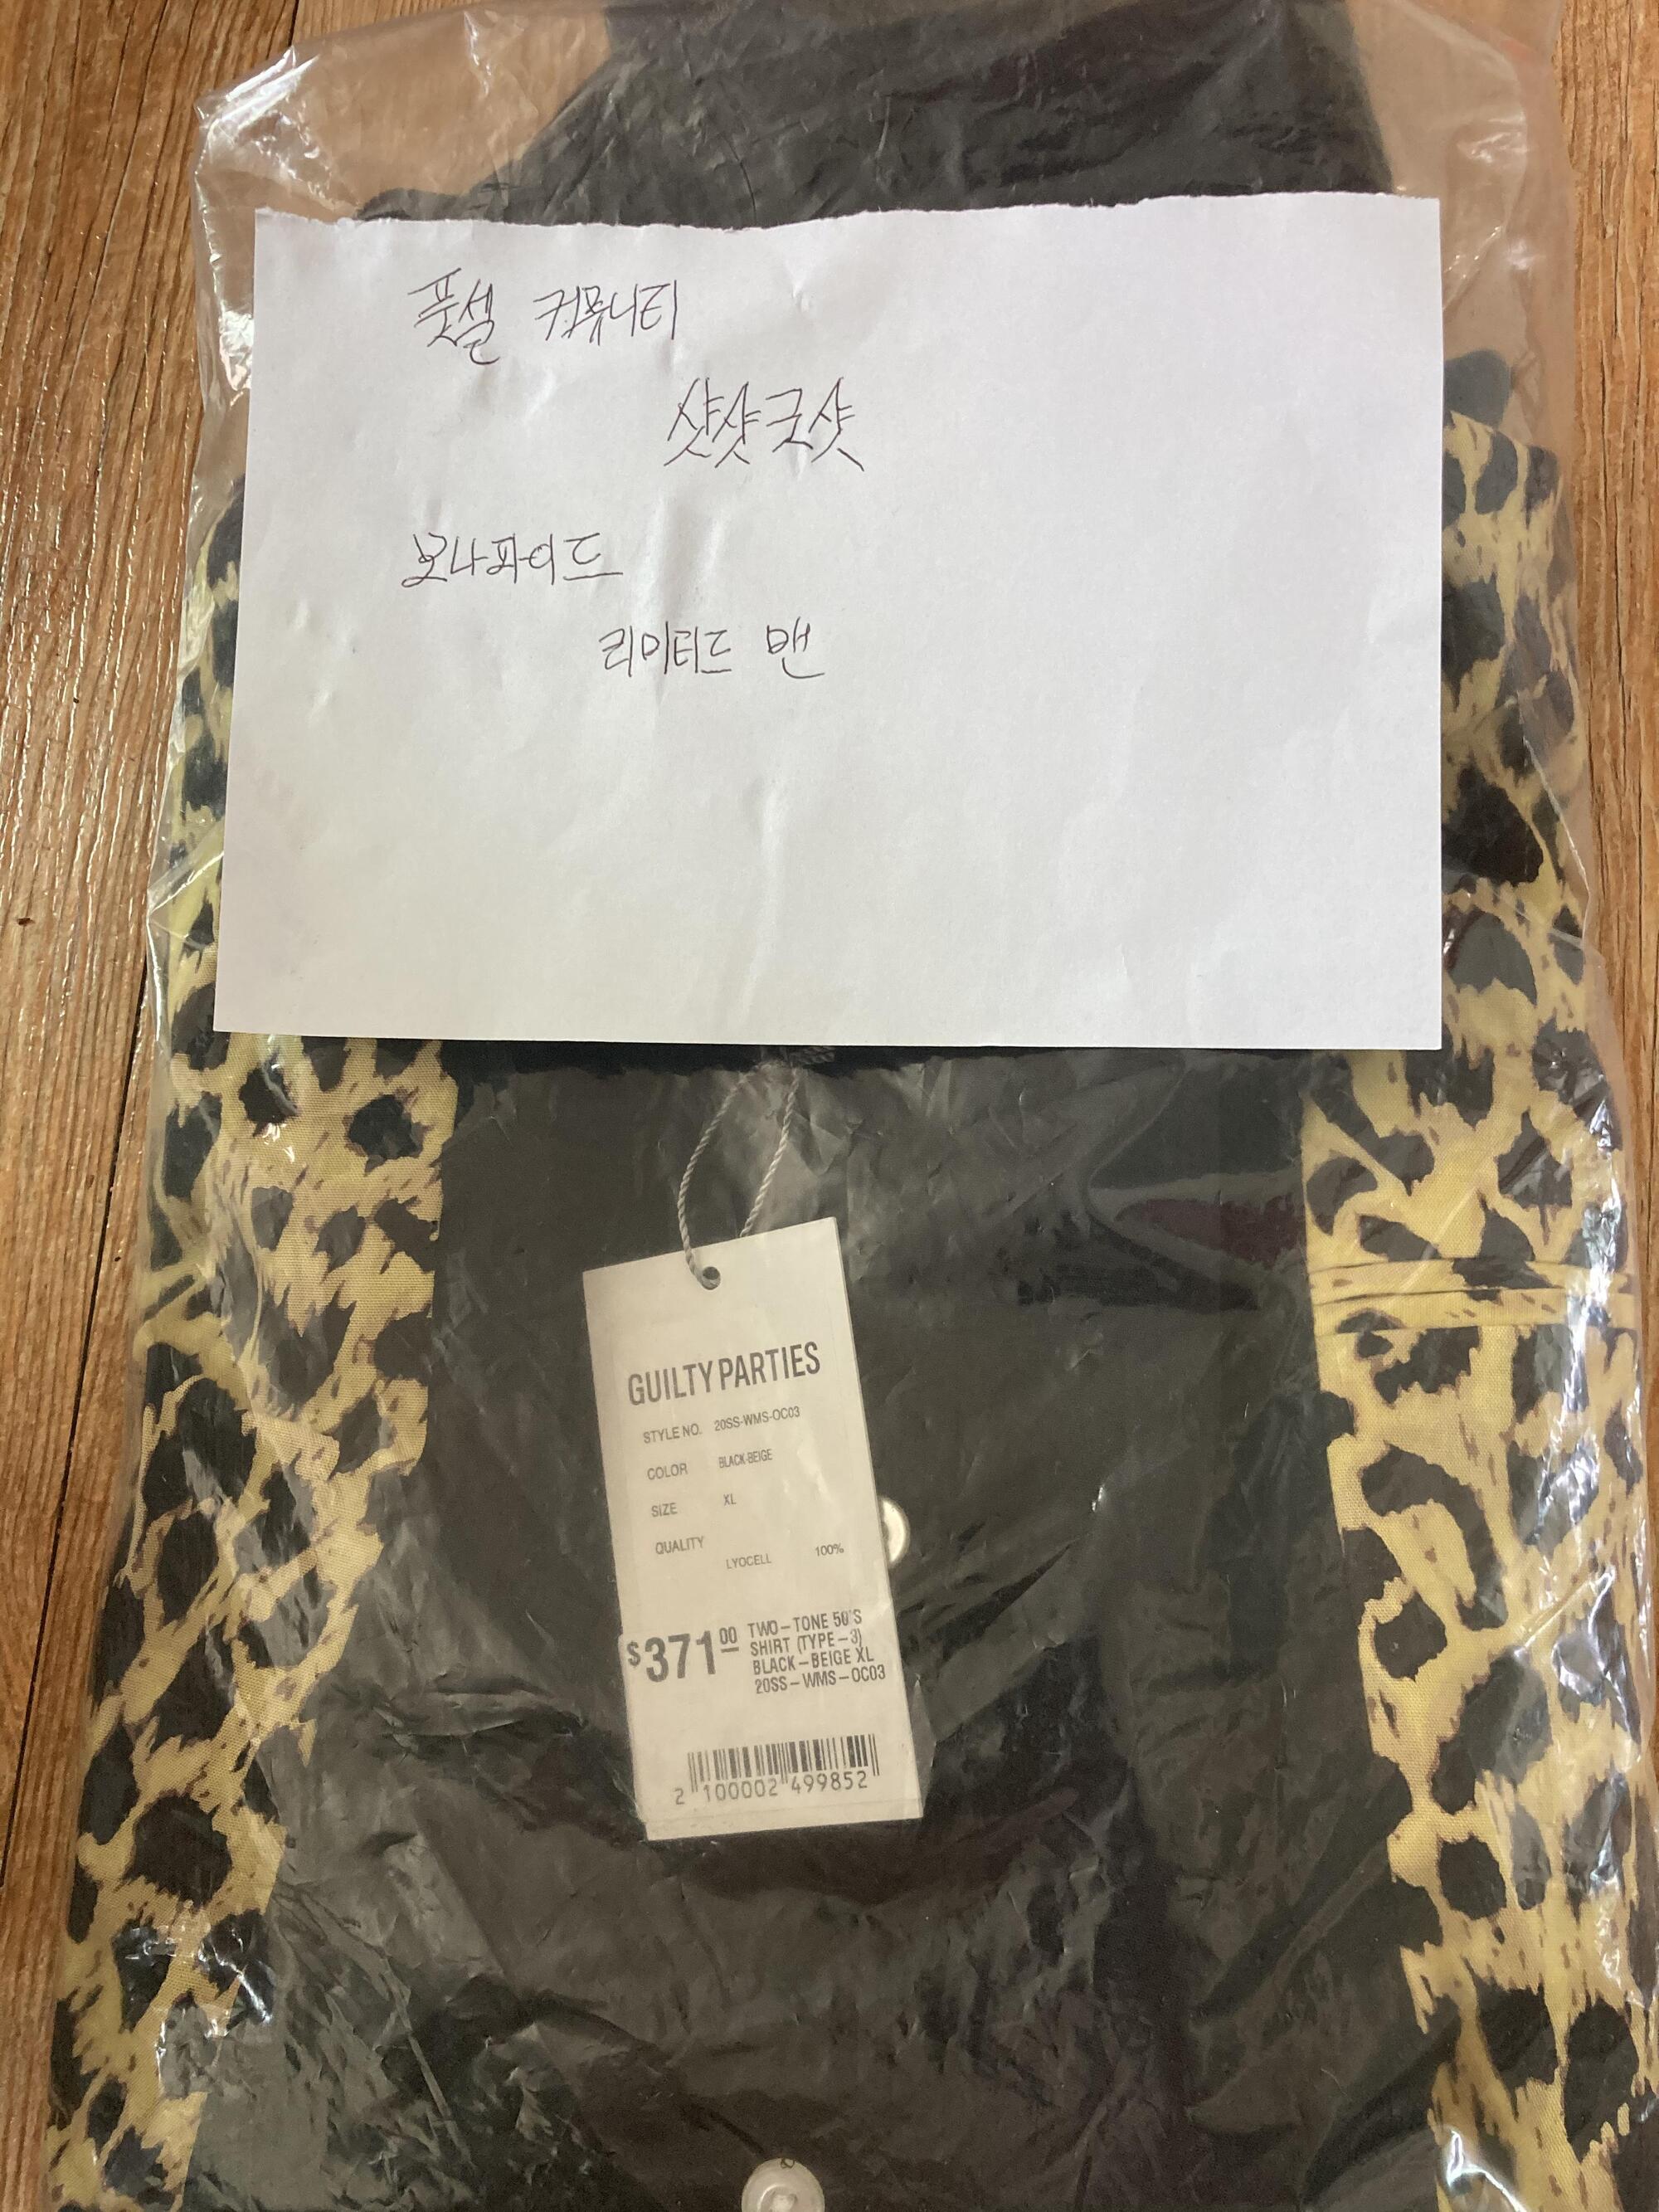 풋셀 커뮤니티
샷샷굿샷
보나파이드
리미티드 맨
GUILTY PARTIES
STYLE NO. 20SS-WMS-OC03
COLOR BLACK-BEIGE
SIZE XL
QUALITY
LYOCELL 100%
$371.00 TWO-TONE 50'S
SHIRT (TYPE-3)
BLACK-BEIGE XL
20SS-WMS-OC03
2 100002 499852